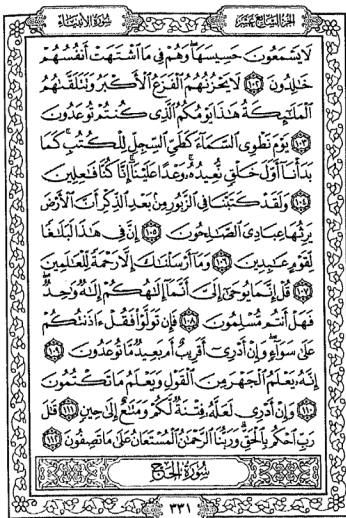 سورة الأنبياء الجزء السابع عشر
لَا يَسْمَعُونَ حَسِيسَهَا ۖ وَهُمْ فِي مَا اشْتَهَتْ أَنفُسُهُمْ
خَالِدُونَ ﴿١٠٢﴾ لَا يَحْزُنُهُمُ الْفَزَعُ الْأَكْبَرُ وَتَتَلَقَّاهُمُ
الْمَلَائِكَةُ هَٰذَا يَوْمُكُمُ الَّذِي كُنتُمْ تُوعَدُونَ
﴿١٠٣﴾ يَوْمَ نَطْوِي السَّمَاءَ كَطَيِّ السِّجِلِّ لِلْكُتُبِ ۚ كَمَا
بَدَأْنَا أَوَّلَ خَلْقٍ نُّعِيدُهُ ۚ وَعْدًا عَلَيْنَا ۚ إِنَّا كُنَّا فَاعِلِينَ
﴿١٠٤﴾ وَلَقَدْ كَتَبْنَا فِي الزَّبُورِ مِن بَعْدِ الذِّكْرِ أَنَّ الْأَرْضَ
يَرِثُهَا عِبَادِيَ الصَّالِحُونَ ﴿١٠٥﴾ إِنَّ فِي هَٰذَا لَبَلَاغًا
لِّقَوْمٍ عَابِدِينَ ﴿١٠٦﴾ وَمَا أَرْسَلْنَاكَ إِلَّا رَحْمَةً لِّلْعَالَمِينَ
﴿١٠٧﴾ قُلْ إِنَّمَا يُوحَىٰ إِلَيَّ أَنَّمَا إِلَٰهُكُمْ إِلَٰهٌ وَاحِدٌ ۖ
فَهَلْ أَنتُم مُّسْلِمُونَ ﴿١٠٨﴾ فَإِن تَوَلَّوْا فَقُلْ آذَنتُكُمْ
عَلَىٰ سَوَاءٍ ۖ وَإِنْ أَدْرِي أَقَرِيبٌ أَم بَعِيدٌ مَّا تُوعَدُونَ ﴿١٠٩﴾
إِنَّهُ يَعْلَمُ الْجَهْرَ مِنَ الْقَوْلِ وَيَعْلَمُ مَا تَكْتُمُونَ
﴿١١٠﴾ وَإِنْ أَدْرِي لَعَلَّهُ فِتْنَةٌ لَّكُمْ وَمَتَاعٌ إِلَىٰ حِينٍ ﴿١١١﴾ قَالَ
رَبِّ احْكُم بِالْحَقِّ ۗ وَرَبُّنَا الرَّحْمَٰنُ الْمُسْتَعَانُ عَلَىٰ مَا تَصِفُونَ ﴿١١٢﴾
سورة الحج
٣٣١